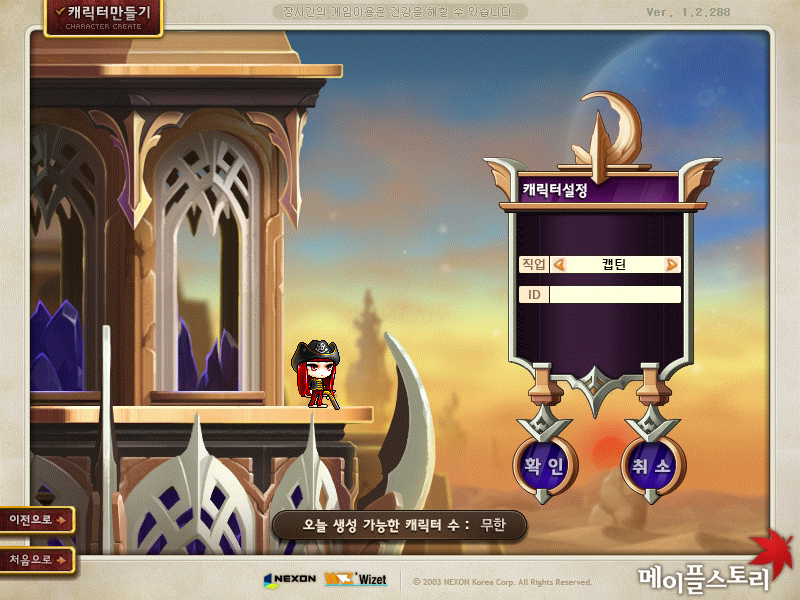 캐릭터만들기
CHARACTER CREATE
장시간의 게임이용은 건강을 해칠 수 있습니다.
Ver. 1.2.288
캐릭터설정
직업 캡틴
ID
확인
취소
오늘 생성 가능한 캐릭터 수 : 무한
이전으로
처음으로
NEXON Wizet
© 2003 NEXON Korea Corp. All Rights Reserved.
메이플스토리